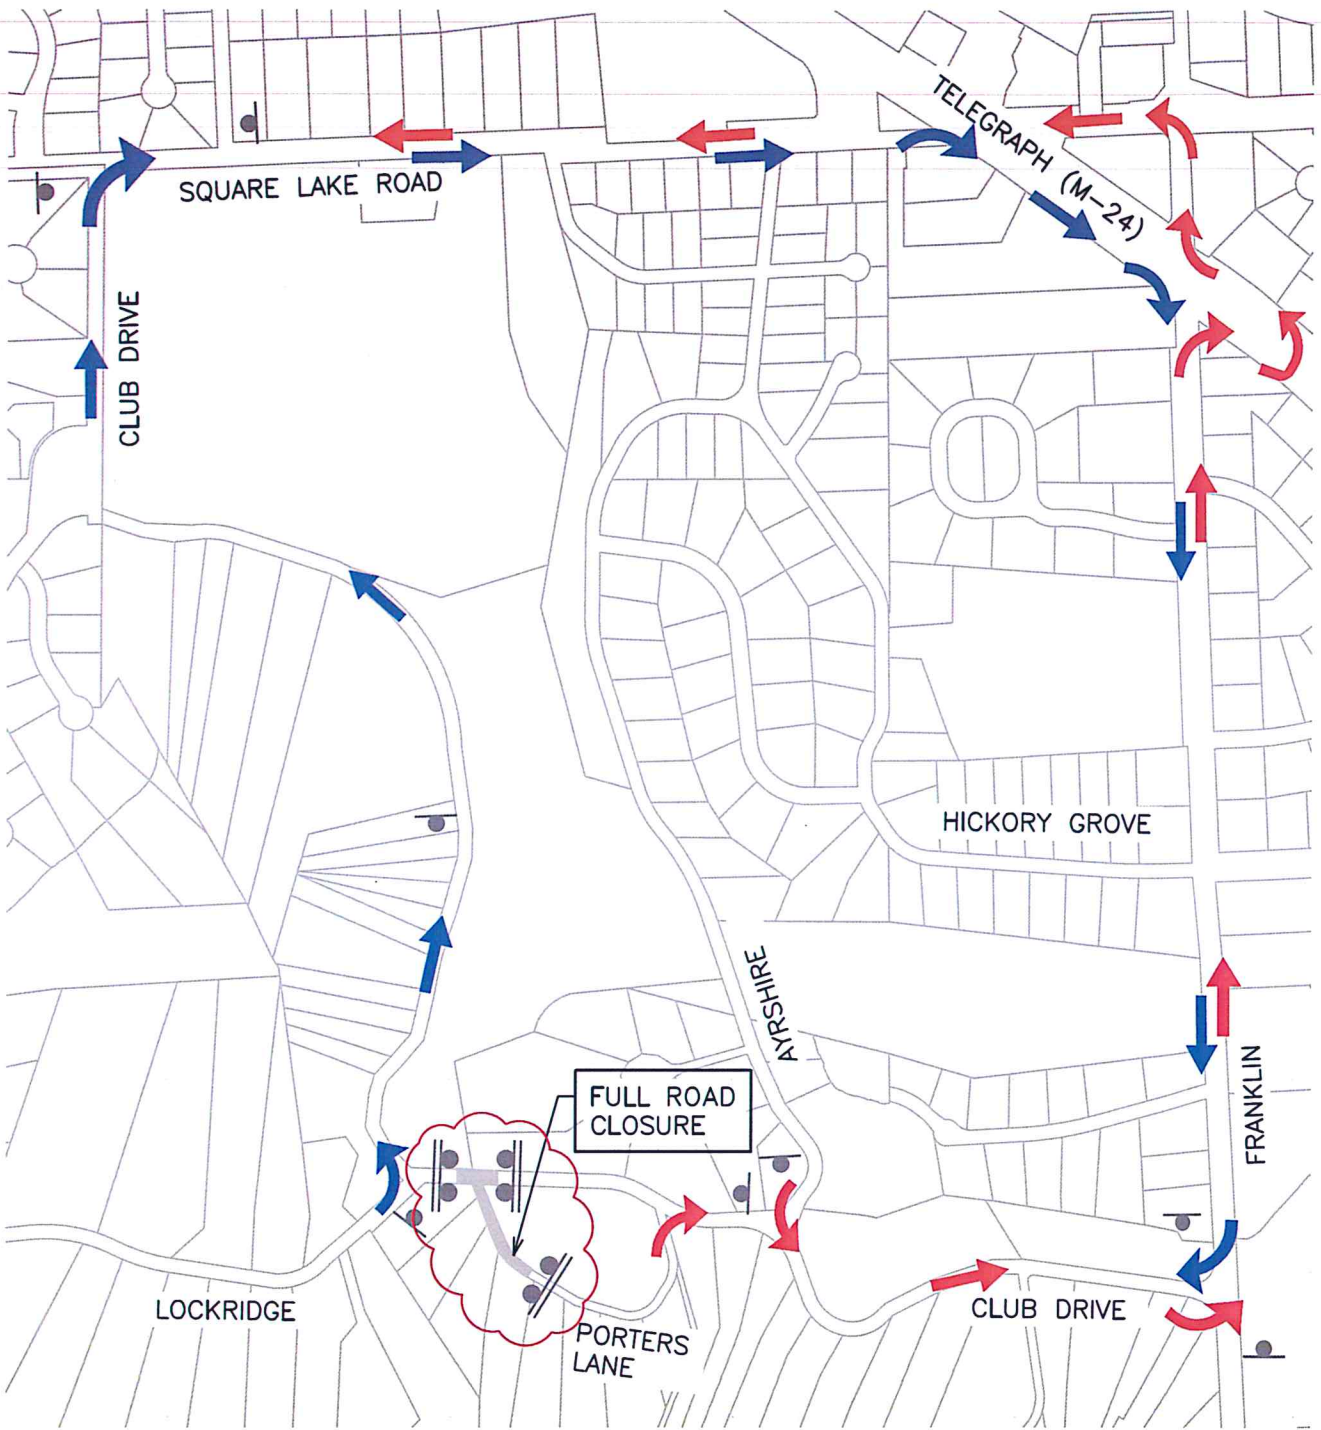 TELEGRAPH (M-24)
SQUARE LAKE ROAD
CLUB DRIVE
HICKORY GROVE
AYRSHIRE
FULL ROAD
CLOSURE
FRANKLIN
LOCKRIDGE
CLUB DRIVE
PORTERS
LANE